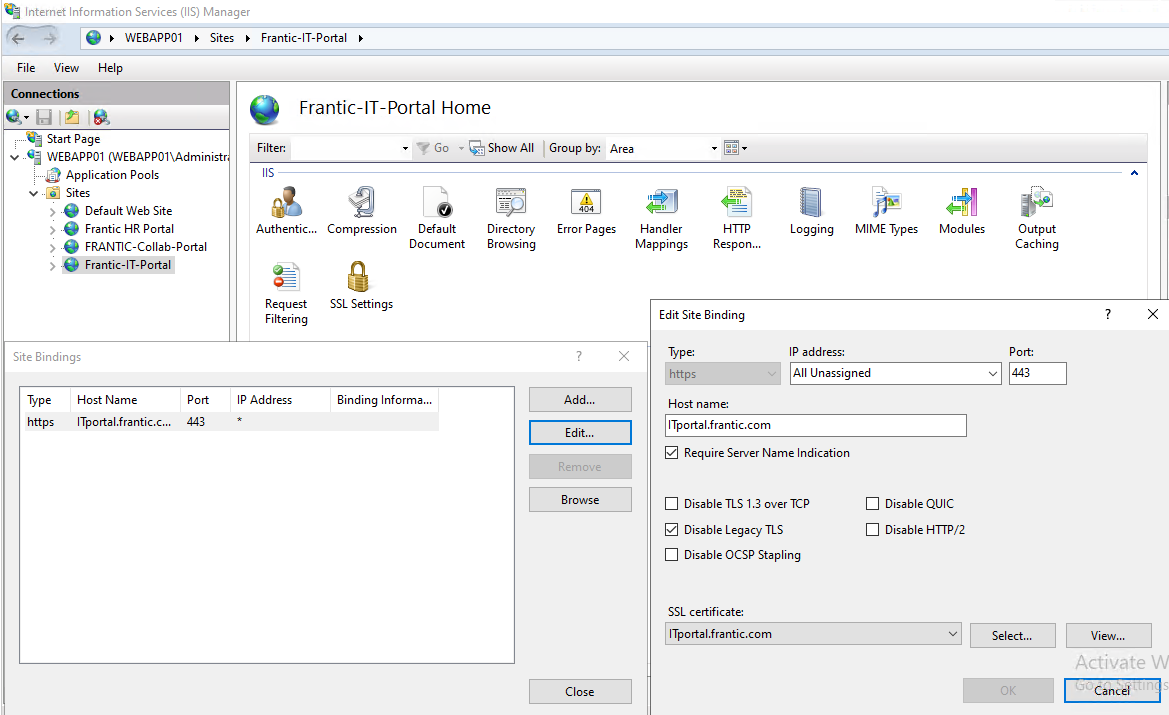 Internet Information Services (IIS) Manager
WEBAPP01 Sites Frantic-IT-Portal
File View Help
Connections
Start Page
WEBAPP01 (WEBAPP01\Administra
Application Pools
Sites
Default Web Site
Frantic HR Portal
FRANTIC-Collab-Portal
Frantic-IT-Portal
Frantic-IT-Portal Home
Filter: Go Show All Group by: Area
IIS
Authentic... Compression Default Document Directory Browsing Error Pages Handler Mappings HTTP Respon... Logging MIME Types Modules Output Caching
404
Request Filtering SSL Settings
Site Bindings ?
Type Host Name Port IP Address Binding Informa...
https ITportal.frantic.c... 443 *
Add...
Edit...
Remove
Browse
Close
Edit Site Binding ?
Type: IP address: Port:
https All Unassigned 443
Host name:
ITportal.frantic.com
Require Server Name Indication
Disable TLS 1.3 over TCP Disable QUIC
Disable Legacy TLS Disable HTTP/2
Disable OCSP Stapling
SSL certificate:
ITportal.frantic.com Select... View...
Activate W
Go to Settings
OK Cancel